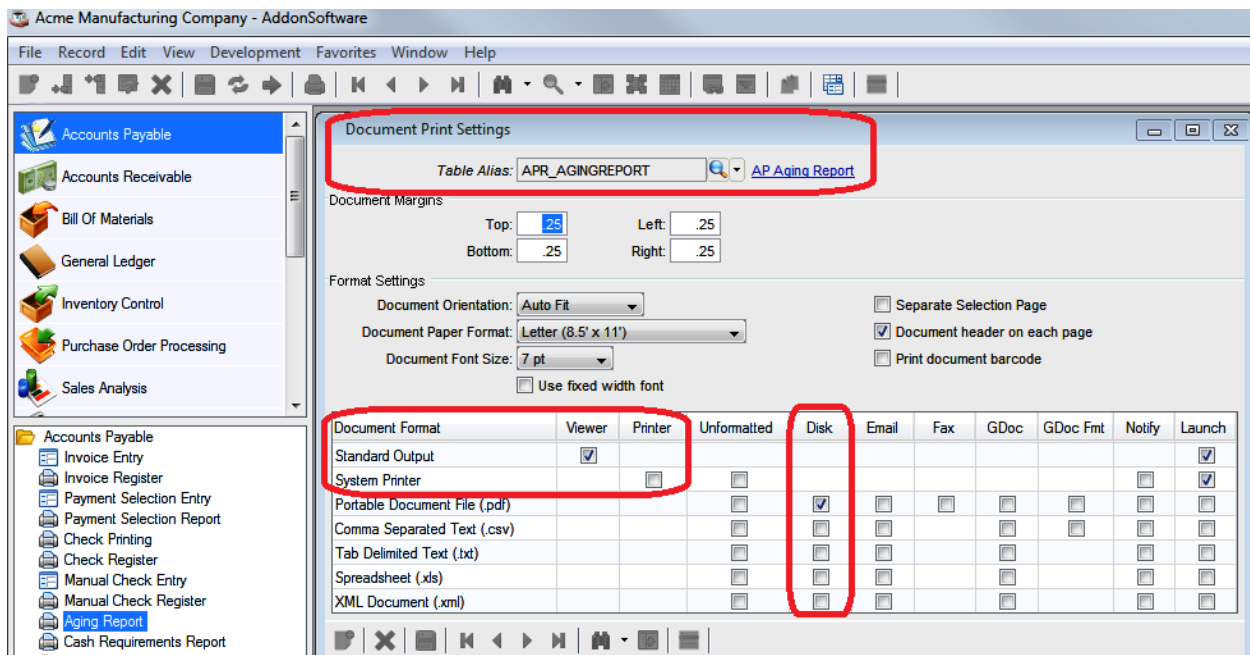 Acme Manufacturing Company - AddonSoftware
File Record Edit View Development Favorites Window Help
Accounts Payable
Accounts Receivable
Bill Of Materials
General Ledger
Inventory Control
Purchase Order Processing
Sales Analysis
Accounts Payable
Invoice Entry
Invoice Register
Payment Selection Entry
Payment Selection Report
Check Printing
Check Register
Manual Check Entry
Manual Check Register
Aging Report
Cash Requirements Report
Document Print Settings
Table Alias: APR_AGINGREPORT AP Aging Report
Document Margins
Top: .25 Left: .25
Bottom: .25 Right: .25
Format Settings
Document Orientation: Auto Fit Separate Selection Page
Document Paper Format: Letter (8.5' x 11') Document header on each page
Document Font Size: 7 pt Print document barcode
Use fixed width font
Document Format Viewer Printer Unformatted Disk Email Fax GDoc GDoc Fmt Notify Launch
Standard Output
System Printer
Portable Document File (.pdf)
Comma Separated Text (.csv)
Tab Delimited Text (.txt)
Spreadsheet (.xls)
XML Document (.xml)